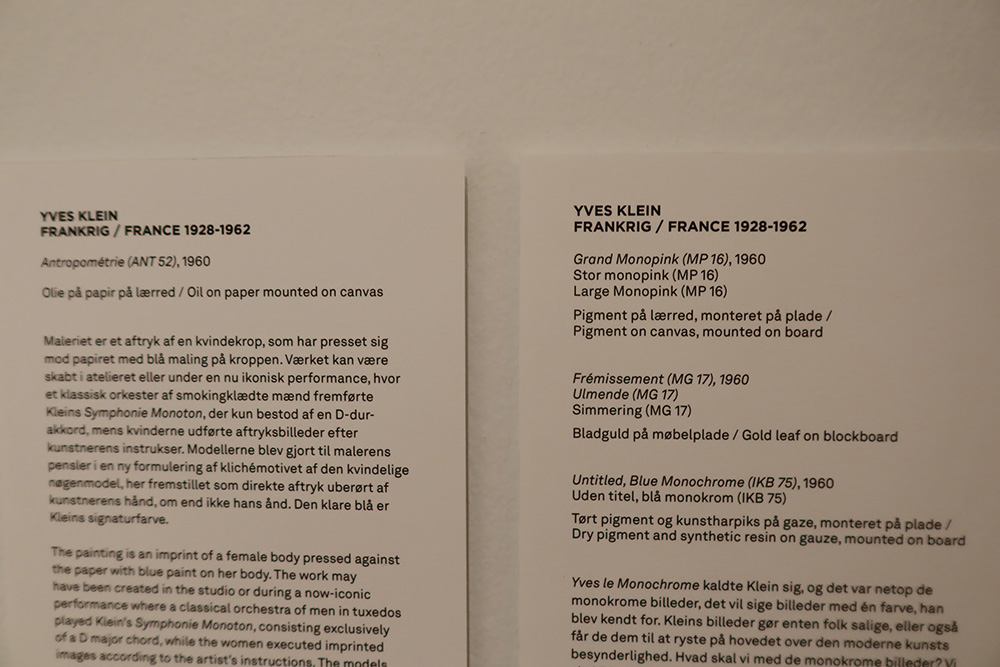 YVES KLEIN
FRANKRIG / FRANCE 1928-1962
Antropométrie (ANT 52), 1960
Olie på papir på lærred / Oil on paper mounted on canvas
Maleriet er et aftryk af en kvindekrop, som har presset sig
mod papiret med blå maling på kroppen. Værket kan være
skabt i atelieret eller under en nu ikonisk performance, hvor
et klassisk orkester af smokingklædte mænd fremførte
Kleins Symphonie Monoton, der kun bestod af en D-dur-
akkord, mens kvinderne udførte aftryksbilleder efter
kunstnerens instrukser. Modellerne blev gjort til malerens
pensler i en ny formulering af klichémotivet af den kvindelige
nøgenmodel, her fremstillet som direkte aftryk uberørt af
kunstnerens hånd, om end ikke hans ånd. Den klare blå er
Kleins signaturfarve.
The painting is an imprint of a female body pressed against
the paper with blue paint on her body. The work may
have been created in the studio or during a now-iconic
performance where a classical orchestra of men in tuxedos
played Klein's Symphonie Monoton, consisting exclusively
of a D major chord, while the women executed imprinted
images according to the artist's instructions. The models
YVES KLEIN
FRANKRIG / FRANCE 1928-1962
Grand Monopink (MP 16), 1960
Stor monopink (MP 16)
Large Monopink (MP 16)
Pigment på lærred, monteret på plade /
Pigment on canvas, mounted on board
Frémissement (MG 17), 1960
Ulmende (MG 17)
Simmering (MG 17)
Bladguld på møbelplade / Gold leaf on blockboard
Untitled, Blue Monochrome (IKB 75), 1960
Uden titel, blå monokrom (IKB 75)
Tørt pigment og kunstharpiks på gaze, monteret på plade /
Dry pigment and synthetic resin on gauze, mounted on board
Yves le Monochrome kaldte Klein sig, og det var netop de
monokrome billeder, det vil sige billeder med én farve, han
blev kendt for. Kleins billeder gør enten folk salige, eller også
får de dem til at ryste på hovedet over den moderne kunsts
besynderlighed. Hvad skal vi med de monokrome billeder? Vi